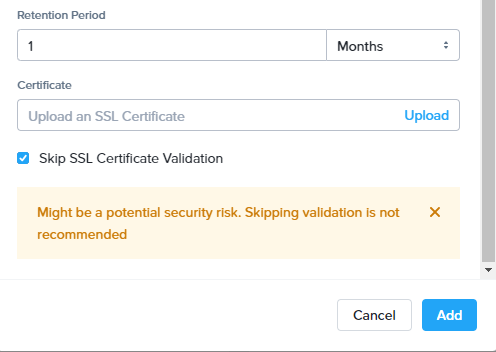 Retention Period
1 Months
Certificate
Upload an SSL Certificate Upload
Skip SSL Certificate Validation
Might be a potential security risk. Skipping validation is not
recommended
Cancel Add